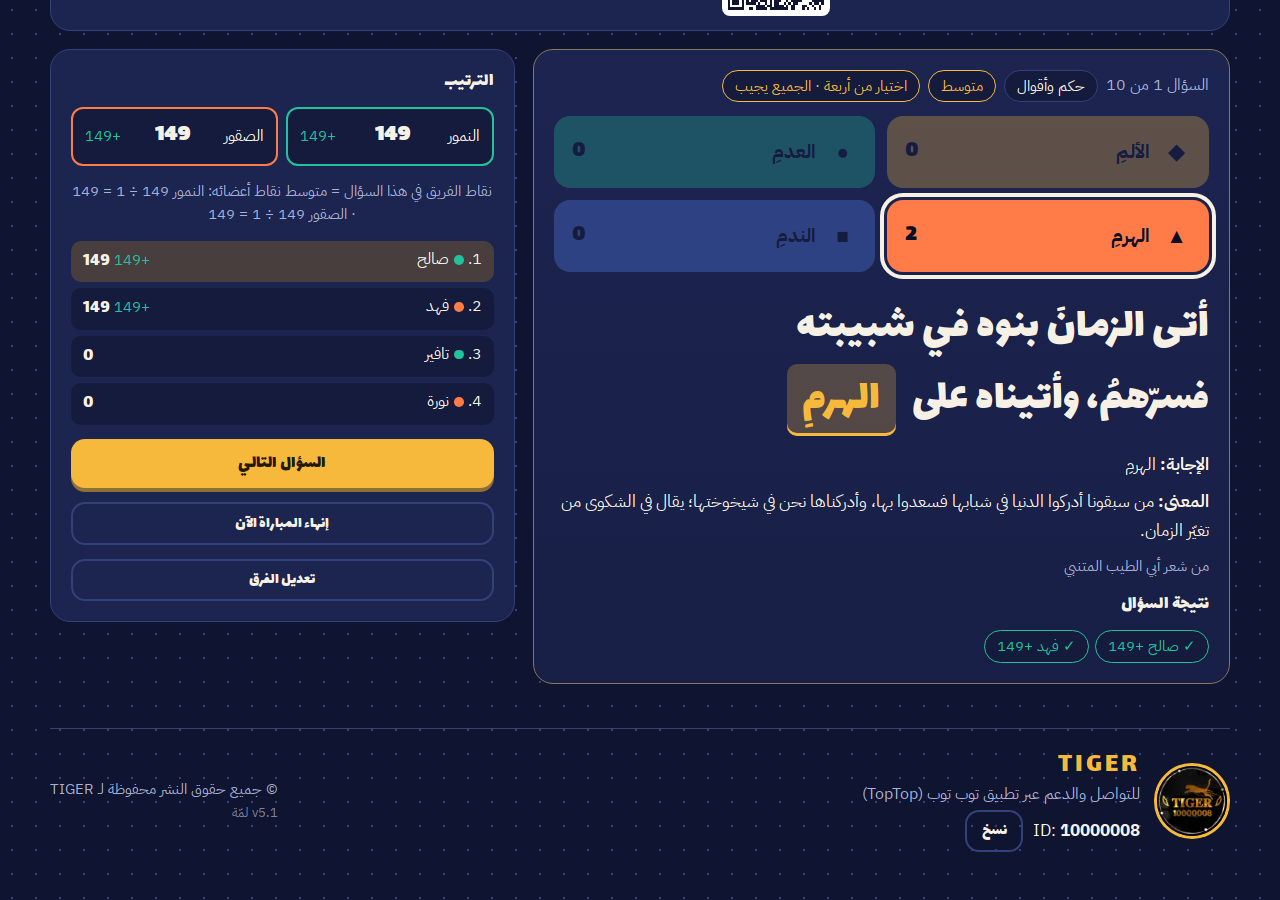 السؤال 1 من 10
حكم وأقوال
متوسط
اختيار من أربعة · الجميع يجيب
◆ الألمِ 0
● العدمِ 0
▲ الهرمِ 2
■ الندمِ 0
أتى الزمانَ بنوه في شبيبته
فسرّهمُ، وأتيناه على الهرمِ
الإجابة: الهرمِ
المعنى: من سبقونا أدركوا الدنيا في شبابها فسعدوا بها، وأدركناها نحن في شيخوختها؛ يقال في الشكوى من
تغيّر الزمان.
من شعر أبي الطيب المتنبي
نتيجة السؤال
✓ صالح +149
✓ فهد +149
الترتيب
النمور 149 +149
الصقور 149 +149
نقاط الفريق في هذا السؤال = متوسط نقاط أعضائه: النمور 149 ÷ 1 = 149
· الصقور 149 ÷ 1 = 149
1. صالح +149 149
2. فهد +149 149
3. تافير 0
4. نورة 0
السؤال التالي
إنهاء المباراة الآن
تعديل الفرق
TIGER
10000008
TIGER
للتواصل والدعم عبر تطبيق توب توب (TopTop)
ID: 10000008
نسخ
© جميع حقوق النشر محفوظة لـ TIGER
لمّة v5.1